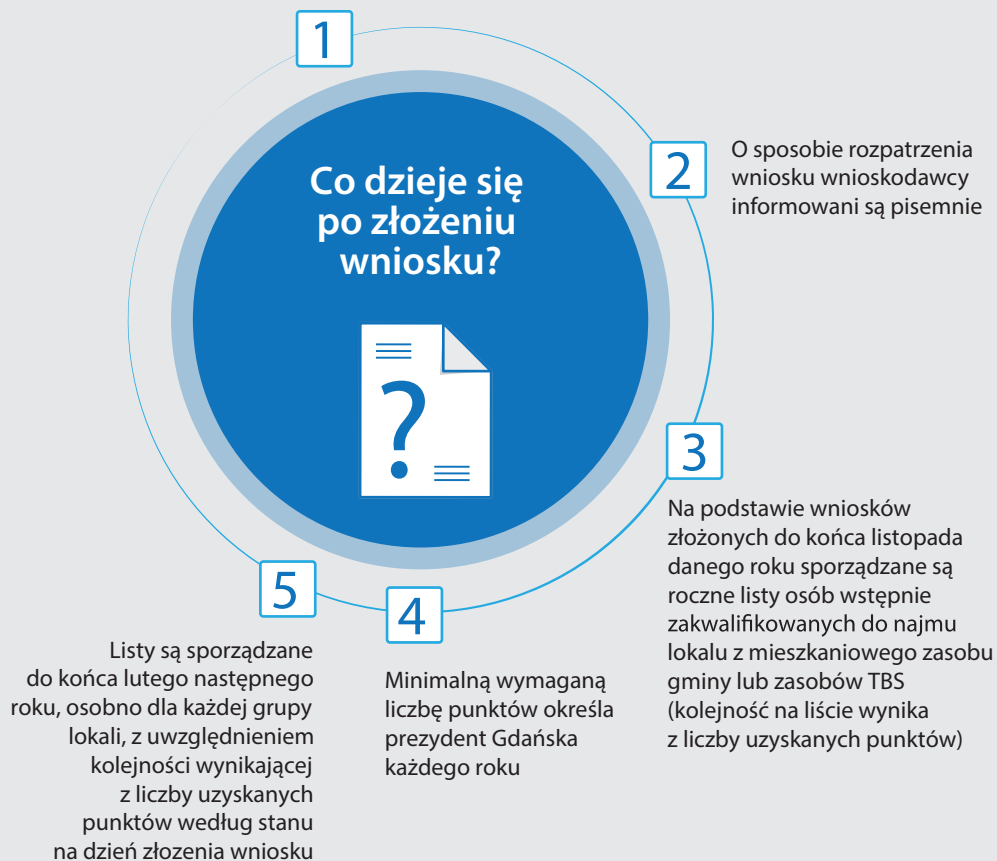 1
Co dzieje się
po złożeniu
wniosku?
?
2
O sposobie rozpatrzenia
wniosku wnioskodawcy
informowani są pisemnie
3
Na podstawie wniosków
złożonych do końca listopada
danego roku sporządzane są
roczne listy osób wstępnie
zakwalifikowanych do najmu
lokalu z mieszkaniowego zasobu
gminy lub zasobów TBS
(kolejność na liście wynika
z liczby uzyskanych punktów)
4
Minimalną wymaganą
liczbę punktów określa
prezydent Gdańska
każdego roku
5
Listy są sporządzane
do końca lutego następnego
roku, osobno dla każdej grupy
lokali, z uwzględnieniem
kolejności wynikającej
z liczby uzyskanych
punktów według stanu
na dzień złozenia wniosku